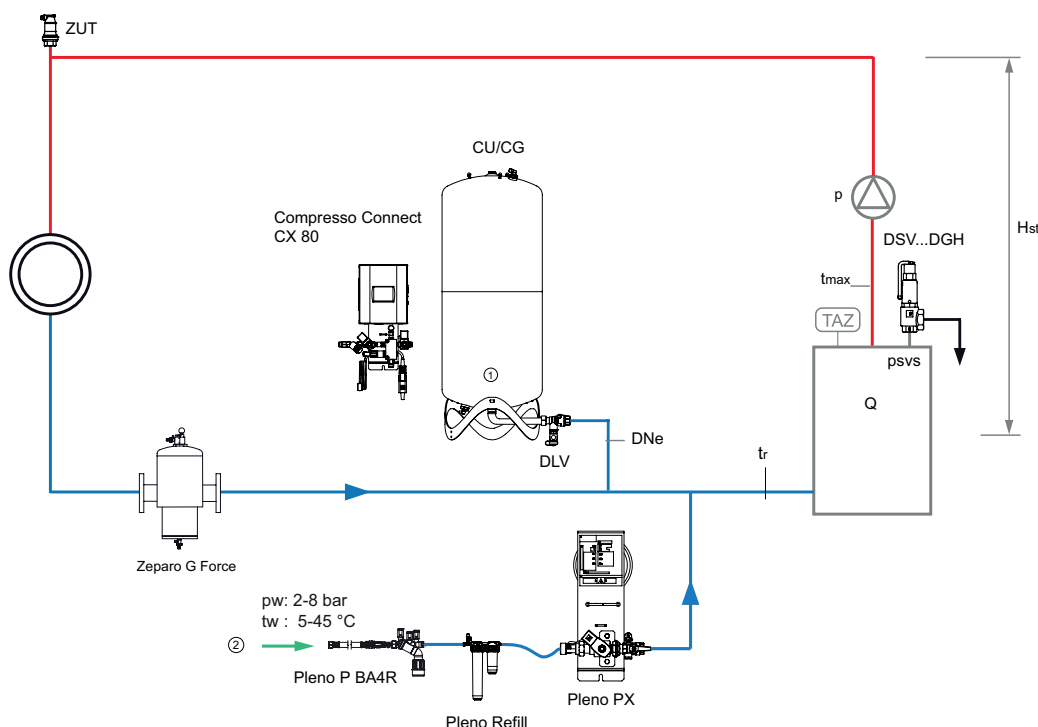 ZUT
CU/CG
Compresso Connect
CX 80
p
DSV...DGH
Hst
tmax
TAZ
psvs
①
Q
DLV
DNe
tr
Zeparo G Force
pw: 2-8 bar
tw : 5-45 °C
②
Pleno P BA4R
Pleno Refill
Pleno PX